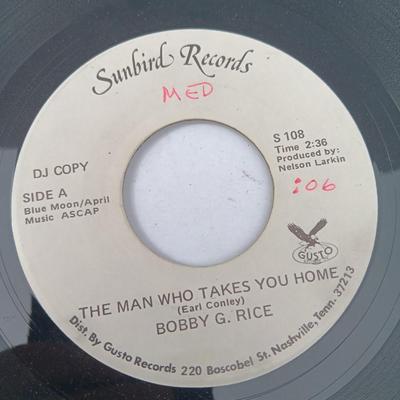 Sunbird Records
MED
DJ COPY
SIDE A
Blue Moon/April
Music ASCAP
S 108
Time 2:36
Produced by:
Nelson Larkin
:06
GUSTO
THE MAN WHO TAKES YOU HOME
(Earl Conley)
BOBBY G. RICE
Dist. By Gusto Records 220 Boscobel St. Nashville, Tenn. 37213